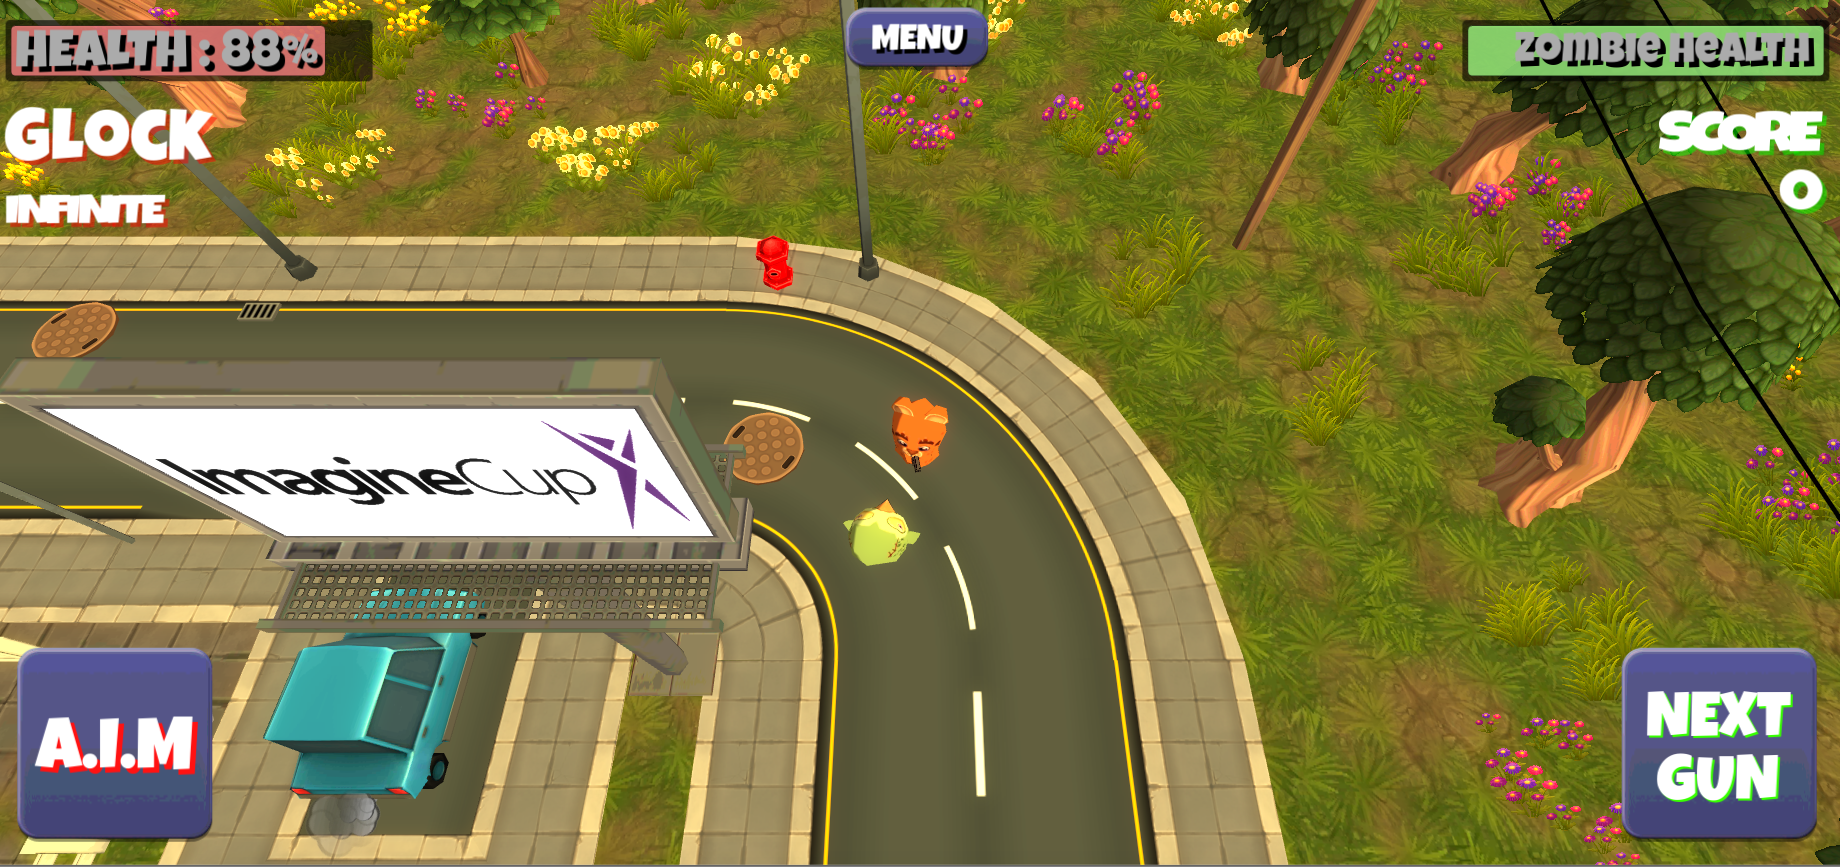 HEALTH : 88%
MENU
ZOMBIE HEALTH
GLOCK
SCORE
INFINITE
0
ImagineCup
A.I.M
NEXT
GUN